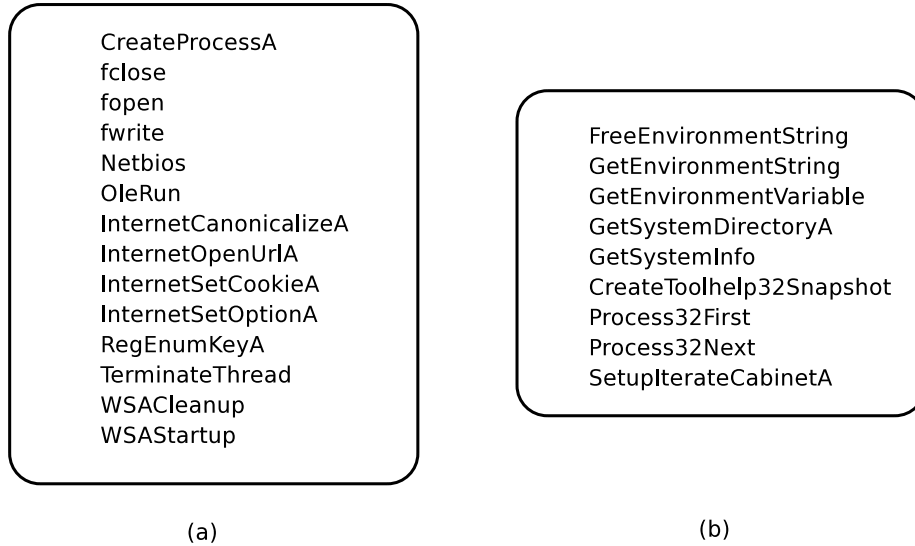 CreateProcessA
fclose
fopen
fwrite
Netbios
OleRun
InternetCanonicalizeA
InternetOpenUrlA
InternetSetCookieA
InternetSetOptionA
RegEnumKeyA
TerminateThread
WSACleanup
WSAStartup
(a)
FreeEnvironmentString
GetEnvironmentString
GetEnvironmentVariable
GetSystemDirectoryA
GetSystemInfo
CreateToolhelp32Snapshot
Process32First
Process32Next
SetupIterateCabinetA
(b)